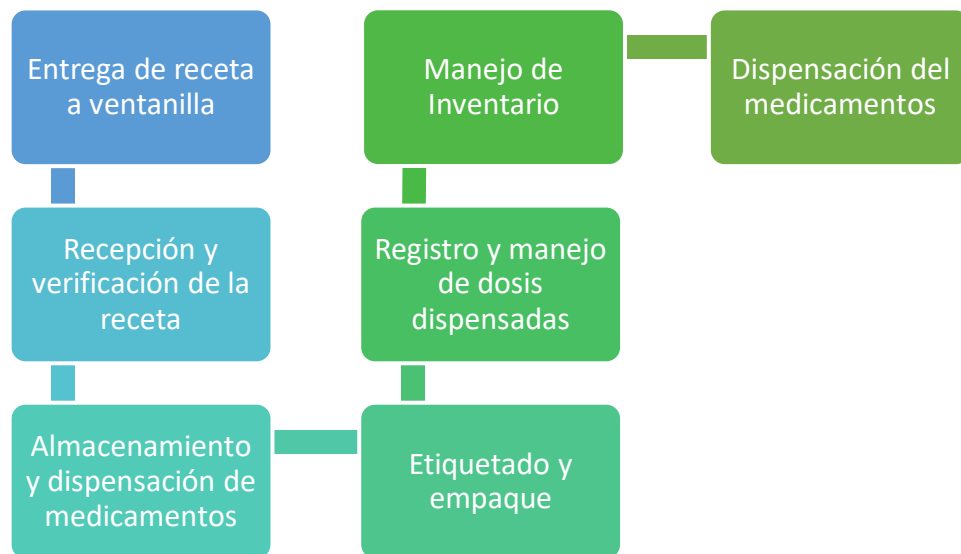 Entrega de receta
a ventanilla
Recepción y
verificación de la
receta
Almacenamiento
y dispensación de
medicamentos
Etiquetado y
empaque
Registro y manejo
de dosis
dispensadas
Manejo de
Inventario
Dispensación del
medicamentos